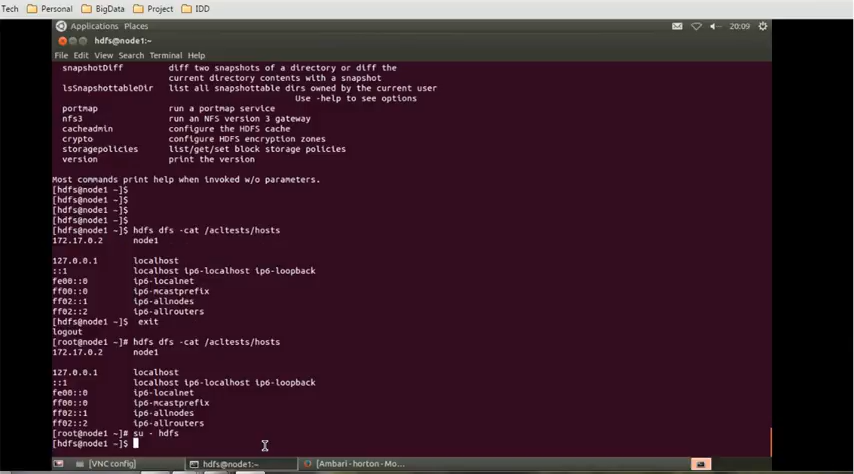 Tech Personal BigData Project IDD
Applications Places 20:09
hdfs@node1:~
File Edit View Search Terminal Help
snapshotDiff diff two snapshots of a directory or diff the
current directory contents with a snapshot
lsSnapshottableDir list all snapshottable dirs owned by the current user
Use -help to see options
portmap run a portmap service
nfs3 run an NFS version 3 gateway
cacheadmin configure the HDFS cache
crypto configure HDFS encryption zones
storagepolicies list/get/set block storage policies
version print the version
Most commands print help when invoked w/o parameters.
[hdfs@node1 ~]$
[hdfs@node1 ~]$
[hdfs@node1 ~]$
[hdfs@node1 ~]$
[hdfs@node1 ~]$ hdfs dfs -cat /acltests/hosts
172.17.0.2 node1
127.0.0.1 localhost
::1 localhost ip6-localhost ip6-loopback
fe00::0 ip6-localnet
ff00::0 ip6-mcastprefix
ff02::1 ip6-allnodes
ff02::2 ip6-allrouters
[hdfs@node1 ~]$ exit
logout
[root@node1 ~]# hdfs dfs -cat /acltests/hosts
172.17.0.2 node1
127.0.0.1 localhost
::1 localhost ip6-localhost ip6-loopback
fe00::0 ip6-localnet
ff00::0 ip6-mcastprefix
ff02::1 ip6-allnodes
ff02::2 ip6-allrouters
[root@node1 ~]# su - hdfs
[hdfs@node1 ~]$
[VNC config] hdfs@node1:~ [Ambari - horton - Mo...